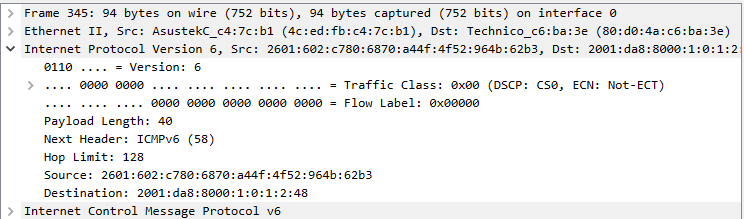 Frame 345: 94 bytes on wire (752 bits), 94 bytes captured (752 bits) on interface 0
Ethernet II, Src: AsustekC_c4:7c:b1 (4c:ed:fb:c4:7c:b1), Dst: Technico_c6:ba:3e (80:d0:4a:c6:ba:3e)
Internet Protocol Version 6, Src: 2601:602:c780:6870:a44f:4f52:964b:62b3, Dst: 2001:da8:8000:1:0:1:2:
0110 .... = Version: 6
.... 0000 0000 .... .... .... .... .... = Traffic Class: 0x00 (DSCP: CS0, ECN: Not-ECT)
.... .... .... 0000 0000 0000 0000 0000 = Flow Label: 0x00000
Payload Length: 40
Next Header: ICMPv6 (58)
Hop Limit: 128
Source: 2601:602:c780:6870:a44f:4f52:964b:62b3
Destination: 2001:da8:8000:1:0:1:2:48
Internet Control Message Protocol v6